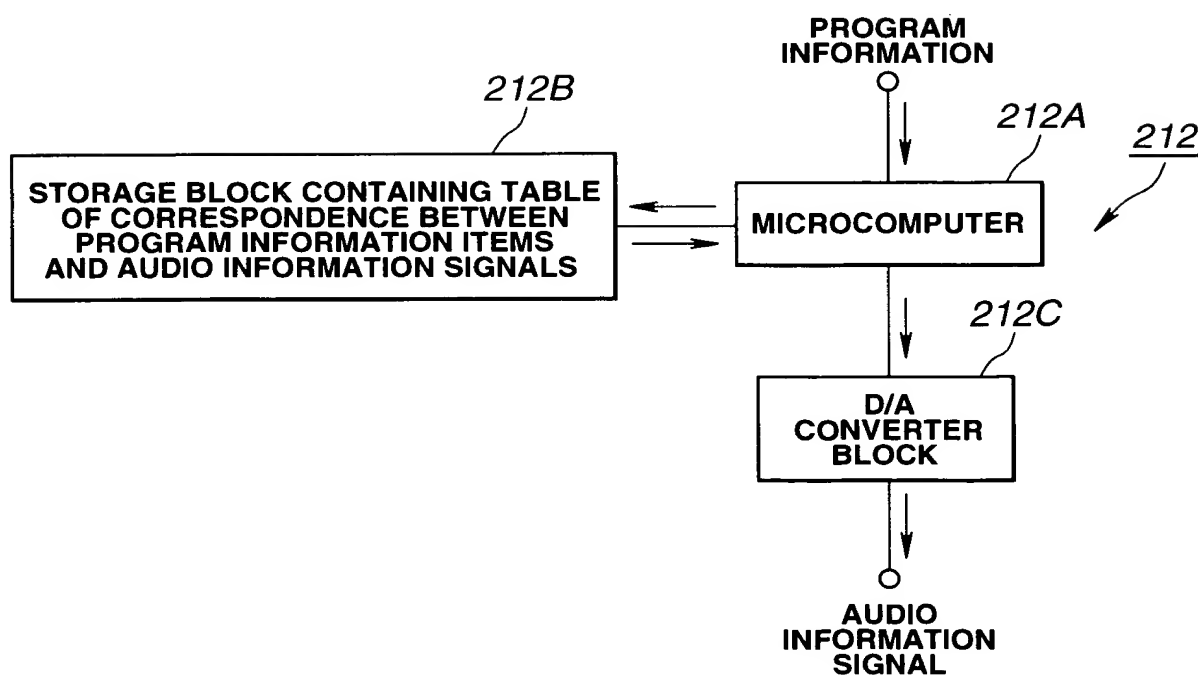 PROGRAM
INFORMATION
212B
212A
212
STORAGE BLOCK CONTAINING TABLE
OF CORRESPONDENCE BETWEEN
PROGRAM INFORMATION ITEMS
AND AUDIO INFORMATION SIGNALS
MICROCOMPUTER
212C
D/A
CONVERTER
BLOCK
AUDIO
INFORMATION
SIGNAL